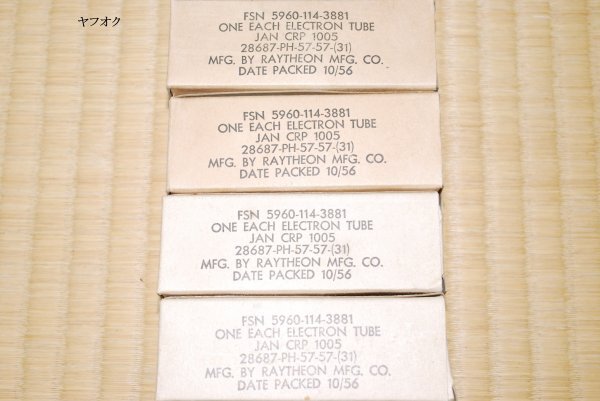 ヤフオク
FSN 5960-114-3881
ONE EACH ELECTRON TUBE
JAN CRP 1005
28687-PH-57-57-(31)
MFG. BY RAYTHEON MFG. CO.
DATE PACKED 10/56
FSN 5960-114-3881
ONE EACH ELECTRON TUBE
JAN CRP 1005
28687-PH-57-57-(31)
MFG. BY RAYTHEON MFG. CO.
DATE PACKED 10/56
FSN 5960-114-3881
ONE EACH ELECTRON TUBE
JAN CRP 1005
28687-PH-57-57-(31)
MFG. BY RAYTHEON MFG. CO.
DATE PACKED 10/56
FSN 5960-114-3881
ONE EACH ELECTRON TUBE
JAN CRP 1005
28687-PH-57-57-(31)
MFG. BY RAYTHEON MFG. CO.
DATE PACKED 10/56